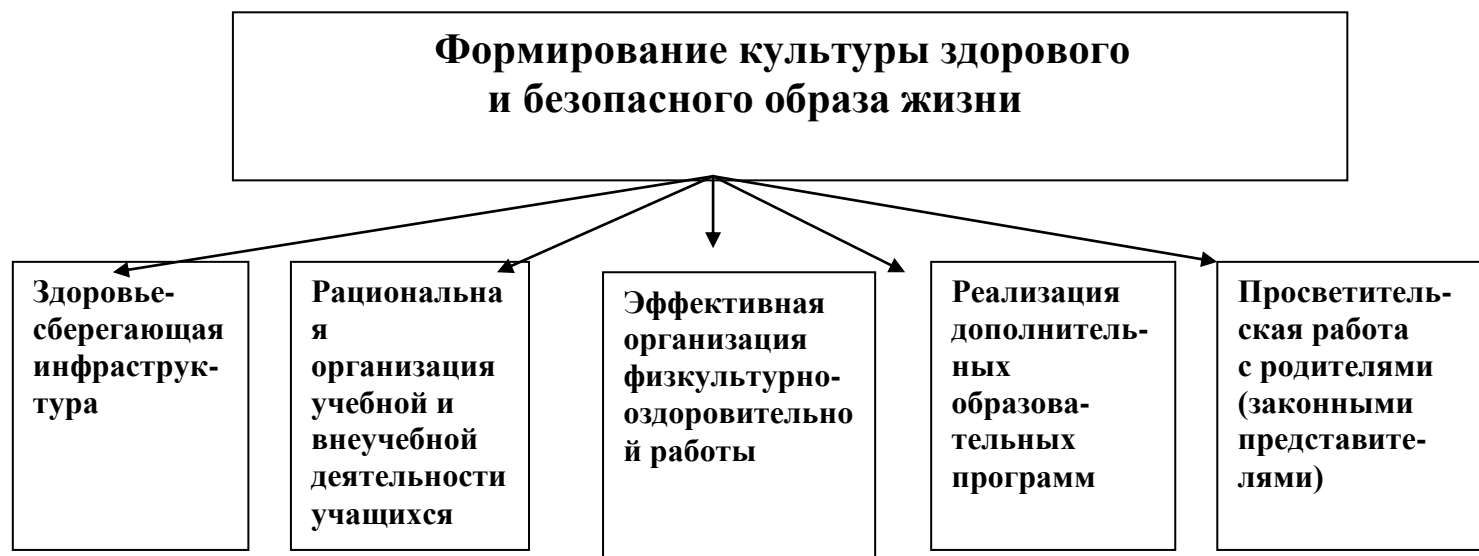 Формирование культуры здорового
и безопасного образа жизни
Здоровье-
сберегающая
инфраструк-
тура
Рациональна
я
организация
учебной и
внеучебной
деятельности
учащихся
Эффективная
организация
физкультурно-
оздоровительно
й работы
Реализация
дополнитель-
ных
образова-
тельных
программ
Просветитель-
ская работа
с родителями
(законными
представите-
лями)